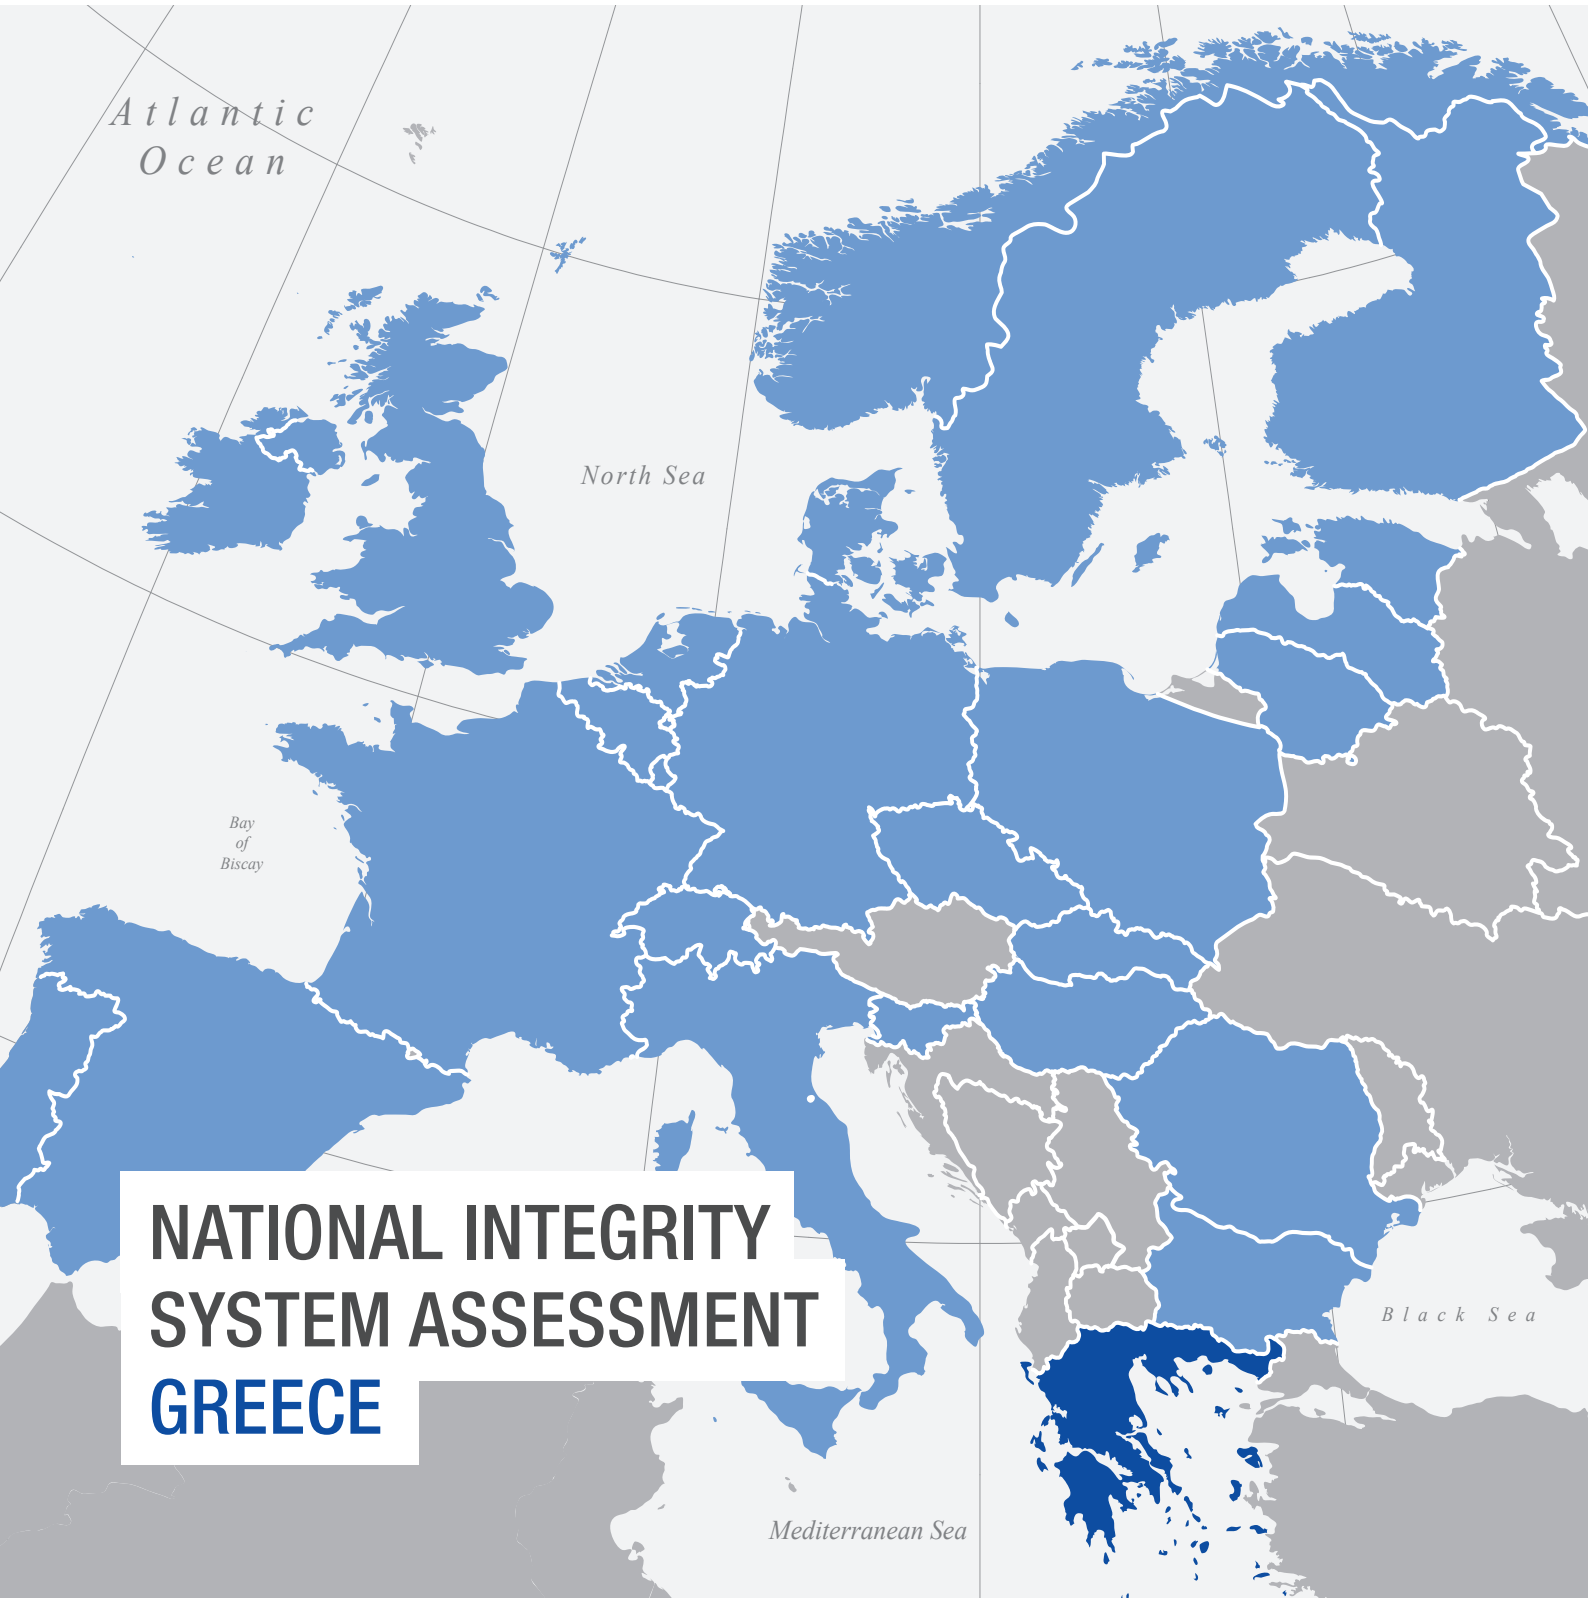 Atlantic
Ocean
North Sea
Bay
of
Biscay
NATIONAL INTEGRITY
SYSTEM ASSESSMENT
GREECE
Black Sea
Mediterranean Sea